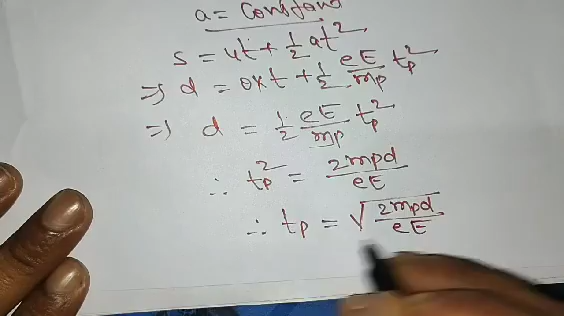 a = Constant
s = ut + 1/2 at²
⇒ d = 0×t + 1/2 eE/mp tp²
⇒ d = 1/2 eE/mp tp²
∴ tp² = 2mpd/eE
∴ tp = √(2mpd/eE)